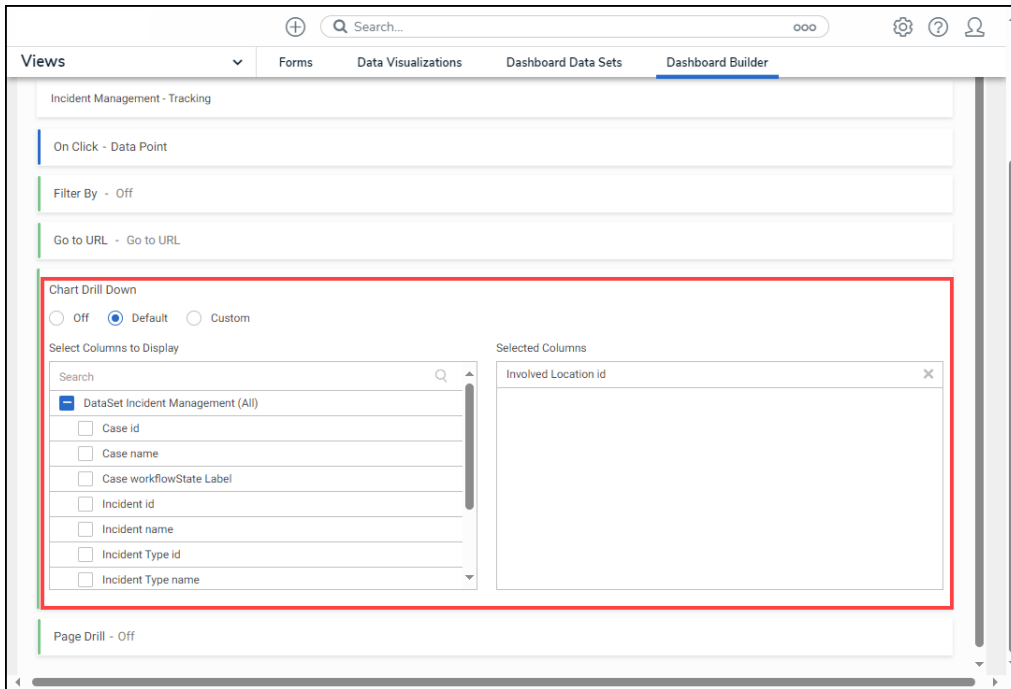 Search...
ooo
Views
Forms
Data Visualizations
Dashboard Data Sets
Dashboard Builder
Incident Management - Tracking
On Click - Data Point
Filter By - Off
Go to URL - Go to URL
Chart Drill Down
Off
Default
Custom
Select Columns to Display
Selected Columns
Search
Involved Location id
DataSet Incident Management (All)
Case id
Case name
Case workflowState Label
Incident id
Incident name
Incident Type id
Incident Type name
Page Drill - Off